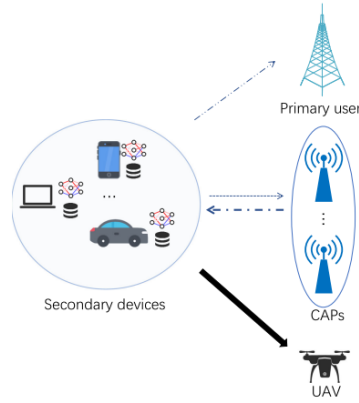 Primary user
...
Secondary devices
⋮
CAPs
UAV